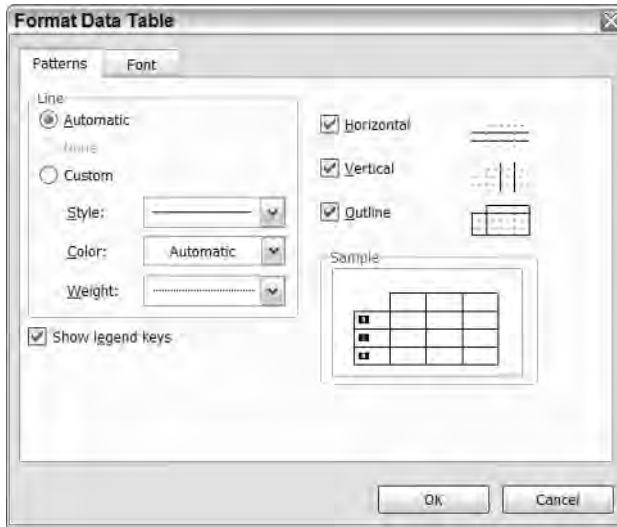 Format Data Table
Patterns
Font
Line
Automatic
None
Custom
Style:
Color: Automatic
Weight:
Show legend keys
Horizontal
Vertical
Outline
Sample
OK
Cancel